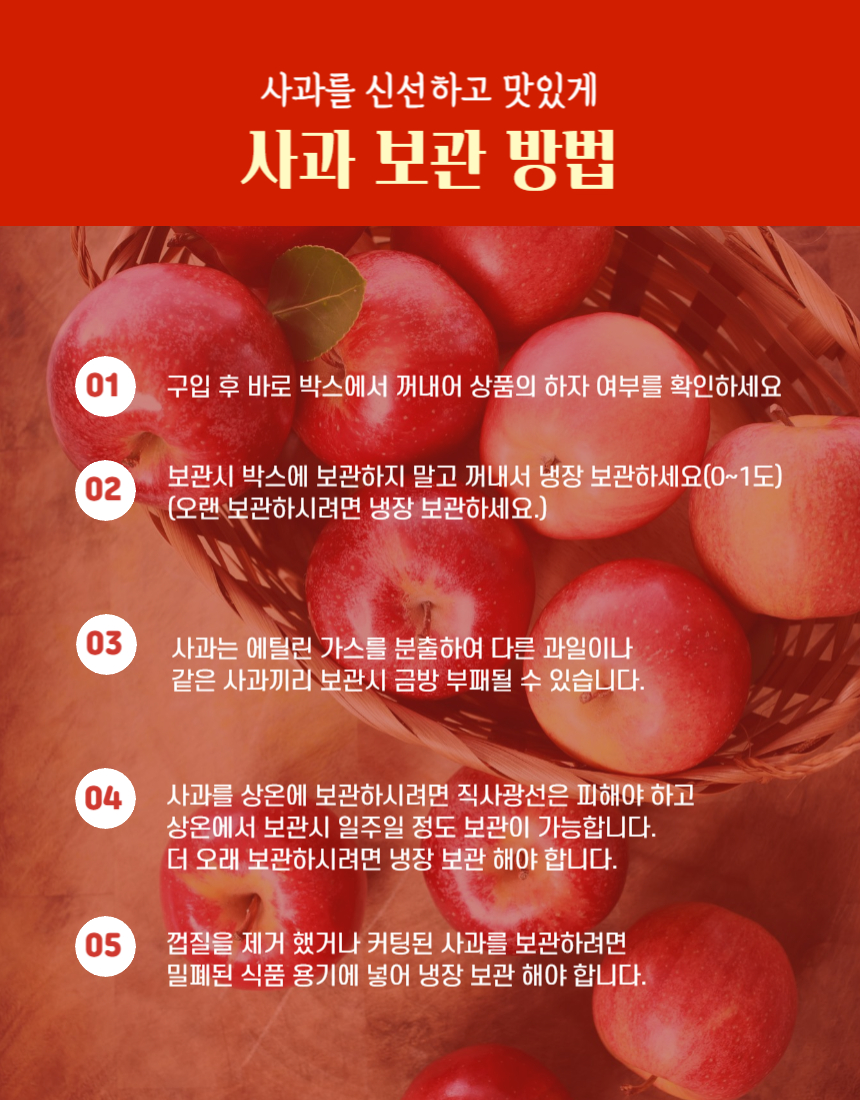 사과를 신선하고 맛있게
사과 보관 방법
01
구입 후 바로 박스에서 꺼내어 상품의 하자 여부를 확인하세요
02
보관시 박스에 보관하지 말고 꺼내서 냉장 보관하세요(0~1도)
(오랜 보관하시려면 냉장 보관하세요.)
03
사과는 에틸린 가스를 분출하여 다른 과일이나
같은 사과끼리 보관시 금방 부패될 수 있습니다.
04
사과를 상온에 보관하시려면 직사광선은 피해야 하고
상온에서 보관시 일주일 정도 보관이 가능합니다.
더 오래 보관하시려면 냉장 보관 해야 합니다.
05
껍질을 제거 했거나 커팅된 사과를 보관하려면
밀폐된 식품 용기에 넣어 냉장 보관 해야 합니다.